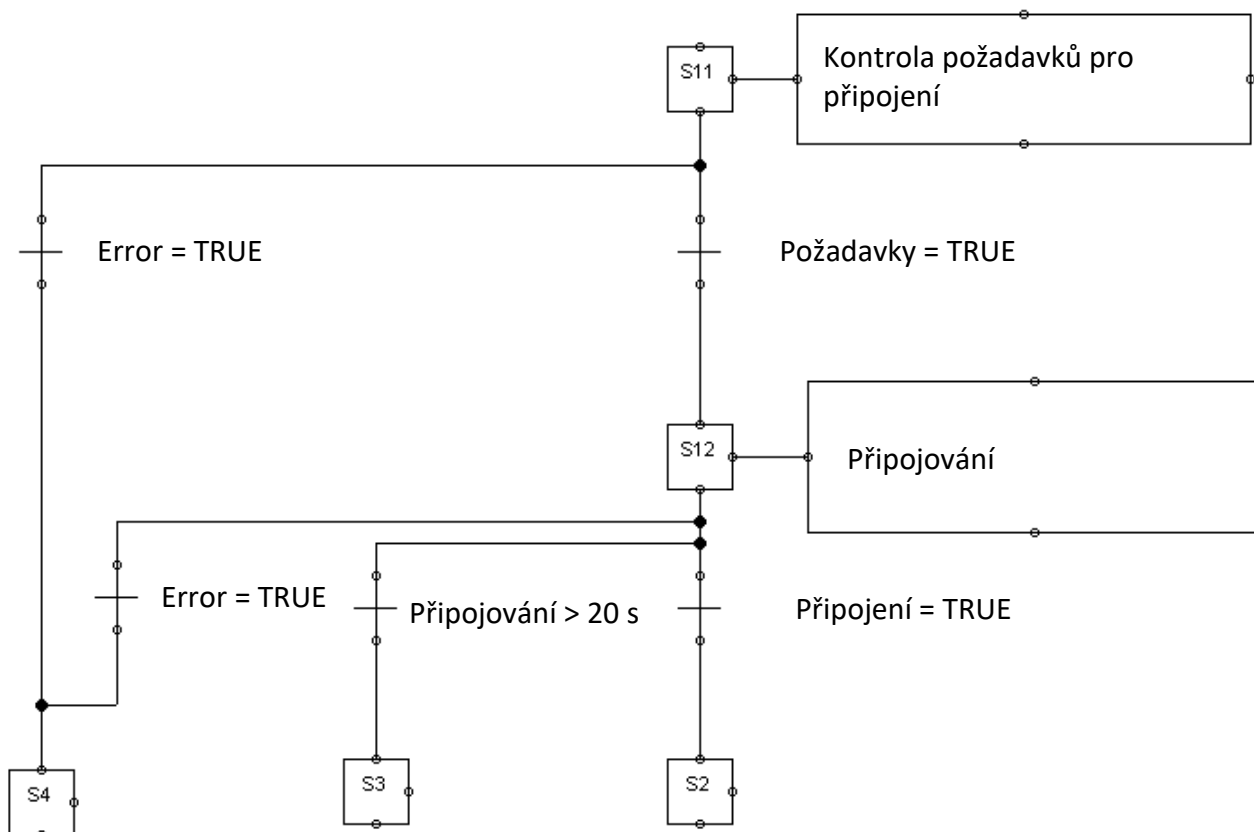 S11
Kontrola požadavků pro
připojení
Error = TRUE
Požadavky = TRUE
S12
Připojování
Error = TRUE
Připojování > 20 s
Připojení = TRUE
S4
S3
S2